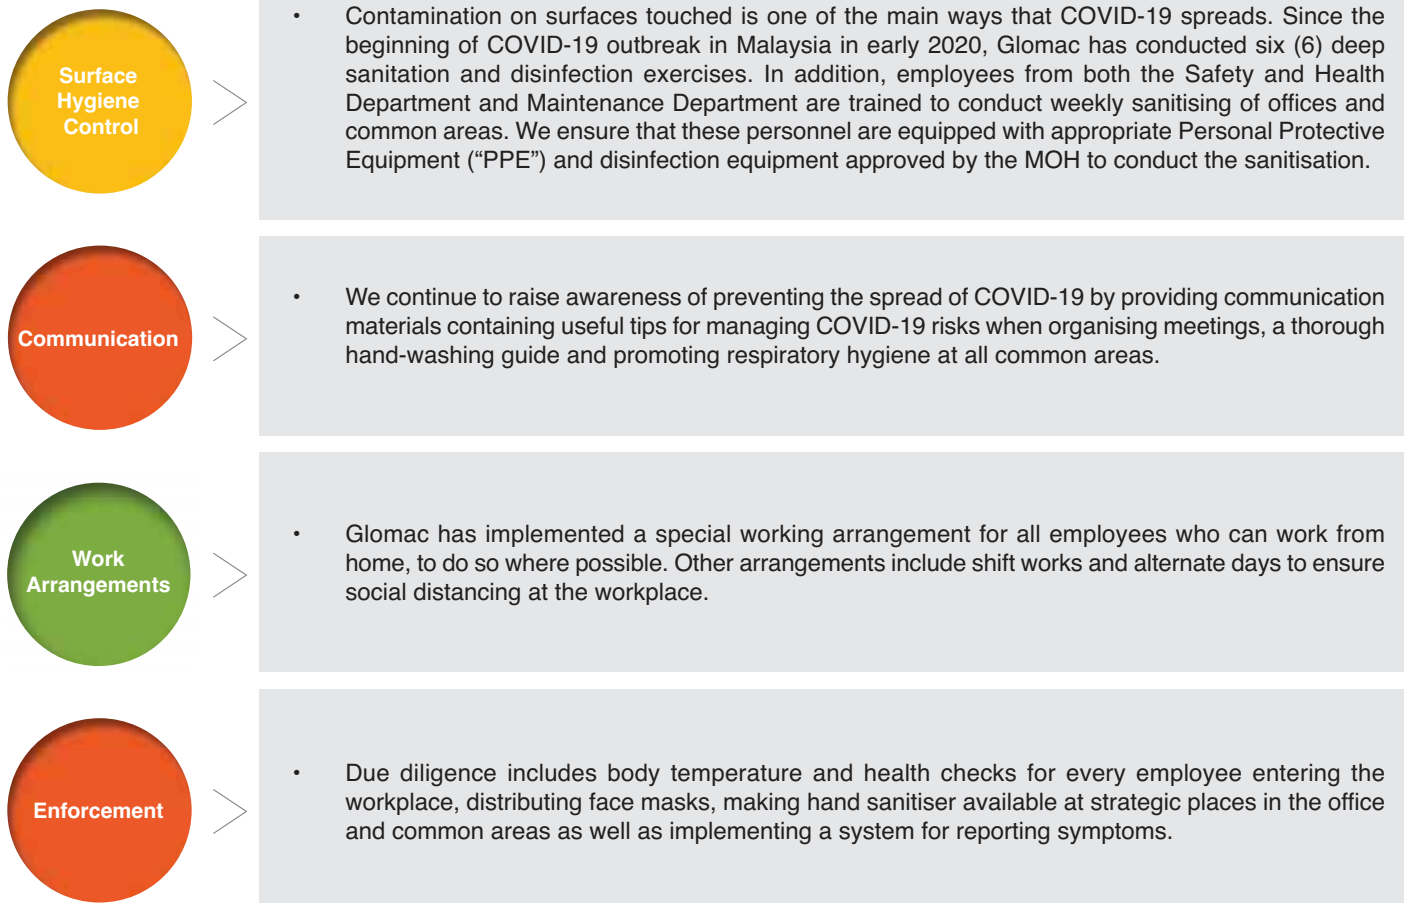 Surface
Hygiene
Control
• Contamination on surfaces touched is one of the main ways that COVID-19 spreads. Since the
beginning of COVID-19 outbreak in Malaysia in early 2020, Glomac has conducted six (6) deep
sanitation and disinfection exercises. In addition, employees from both the Safety and Health
Department and Maintenance Department are trained to conduct weekly sanitising of offices and
common areas. We ensure that these personnel are equipped with appropriate Personal Protective
Equipment (“PPE”) and disinfection equipment approved by the MOH to conduct the sanitisation.
Communication
• We continue to raise awareness of preventing the spread of COVID-19 by providing communication
materials containing useful tips for managing COVID-19 risks when organising meetings, a thorough
hand-washing guide and promoting respiratory hygiene at all common areas.
Work
Arrangements
• Glomac has implemented a special working arrangement for all employees who can work from
home, to do so where possible. Other arrangements include shift works and alternate days to ensure
social distancing at the workplace.
Enforcement
• Due diligence includes body temperature and health checks for every employee entering the
workplace, distributing face masks, making hand sanitiser available at strategic places in the office
and common areas as well as implementing a system for reporting symptoms.